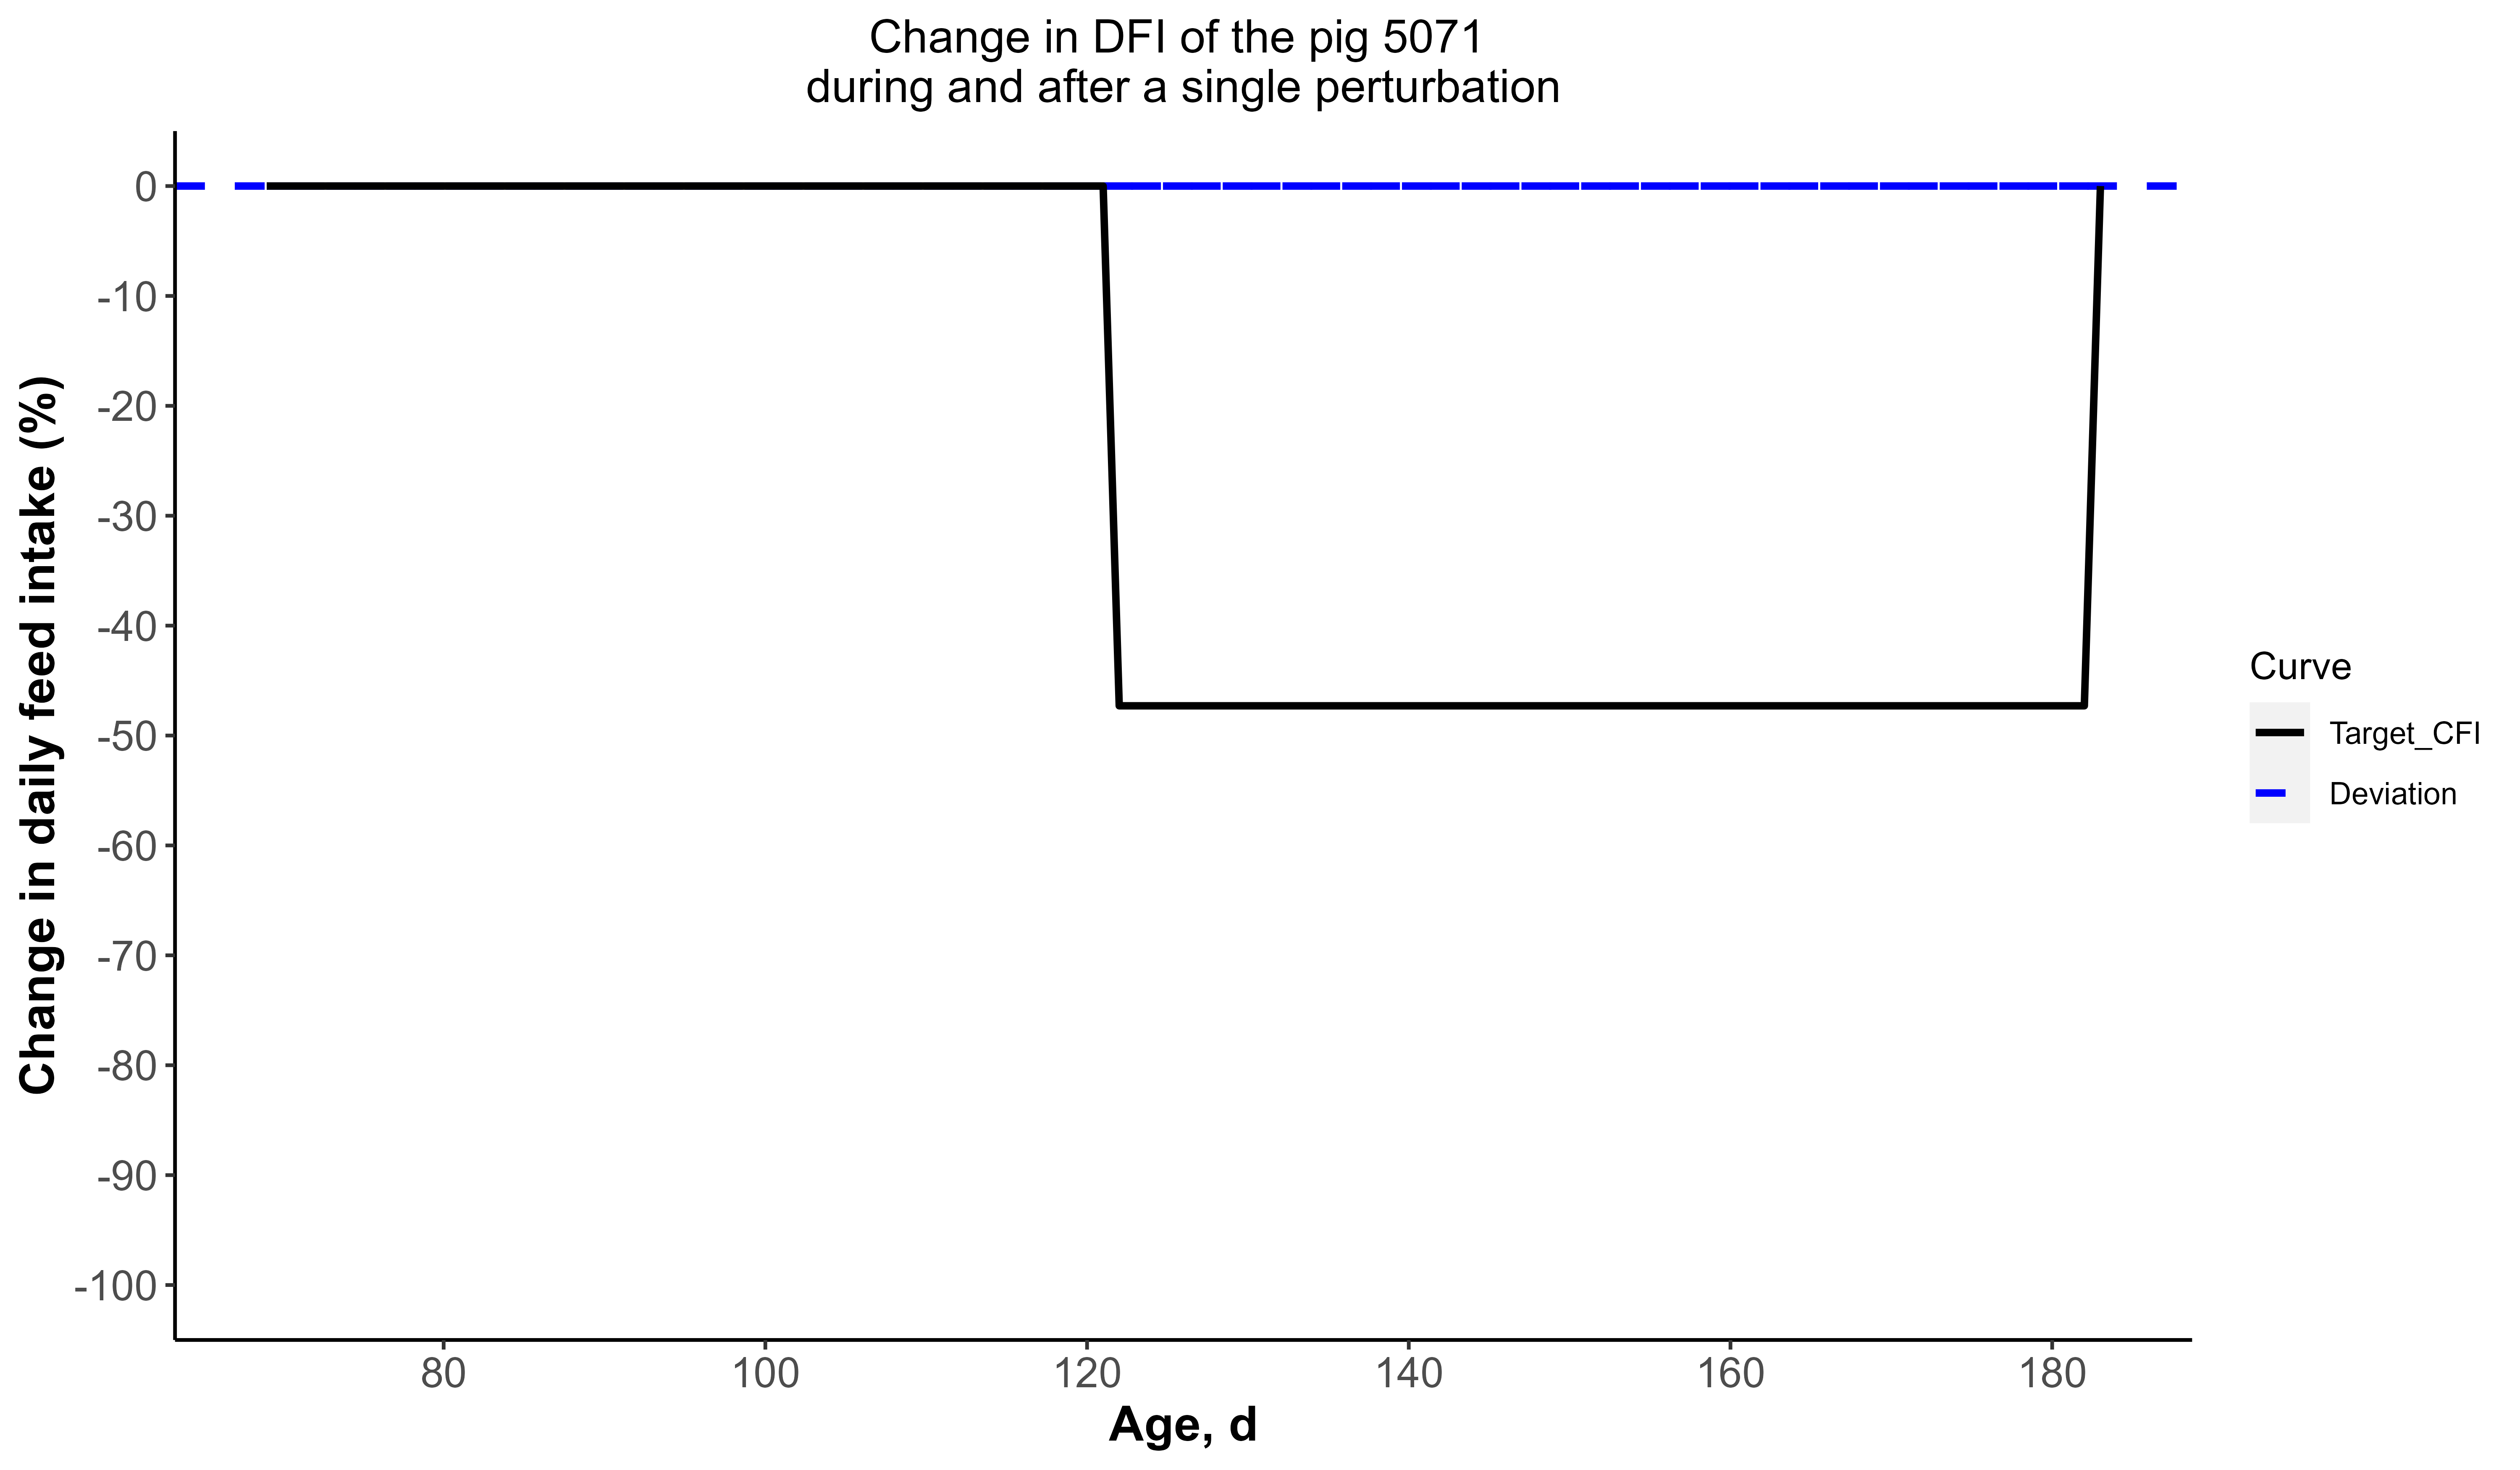 Change in DFI of the pig 5071
during and after a single perturbation
Change in daily feed intake (%)
0
-10
-20
-30
-40
-50
-60
-70
-80
-90
-100
80
100
120
140
160
180
Age, d
Curve
Target_CFI
Deviation